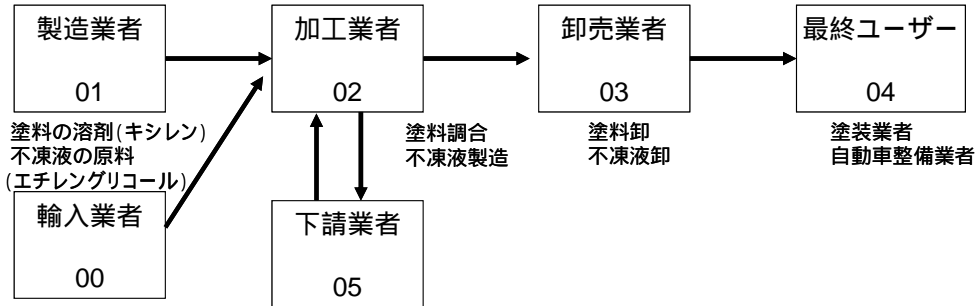 製造業者
01
加工業者
02
卸売業者
03
最終ユーザー
04
塗料の溶剤(キシレン)
不凍液の原料
(エチレングリコール)
塗料調合
不凍液製造
塗料卸
不凍液卸
塗装業者
自動車整備業者
輸入業者
00
下請業者
05